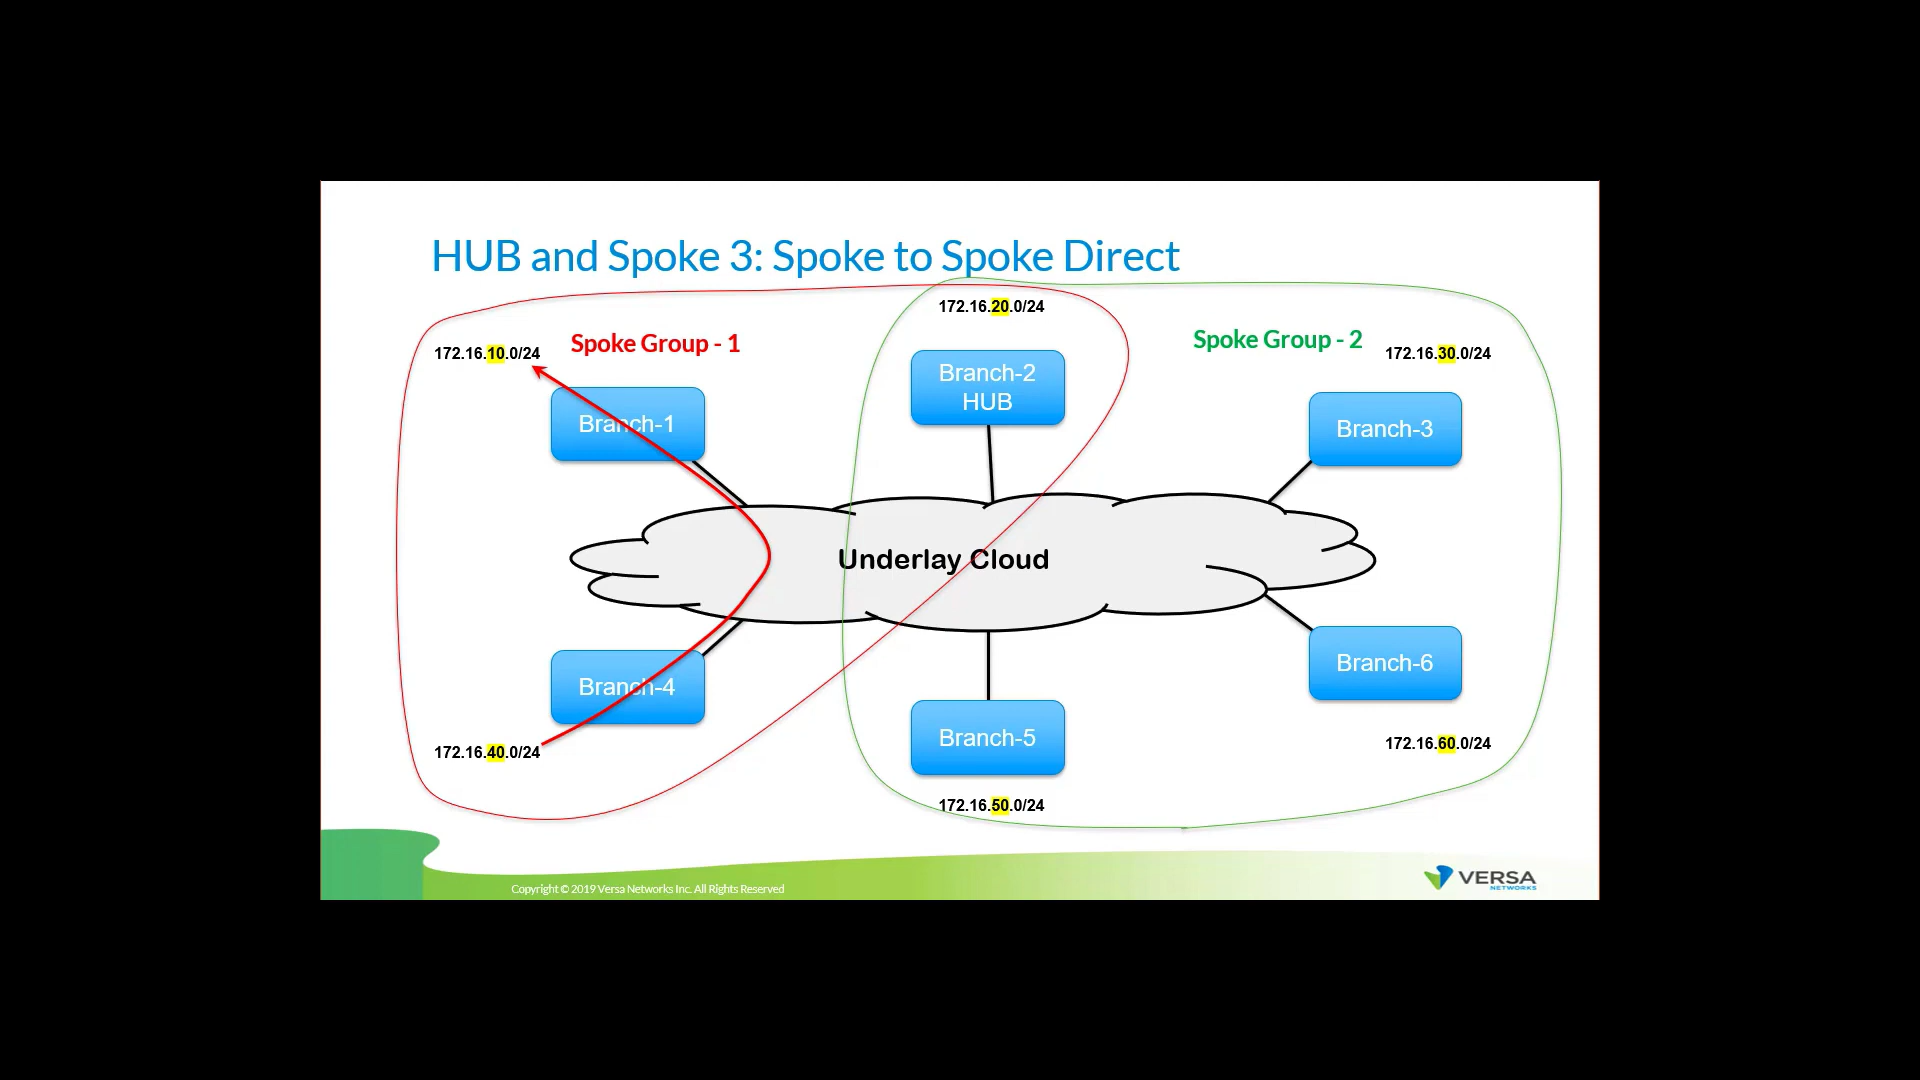 HUB and Spoke 3: Spoke to Spoke Direct
172.16.20.0/24
Spoke Group - 1
Spoke Group - 2
172.16.10.0/24
172.16.30.0/24
Branch-2
HUB
Branch-1
Branch-3
Underlay Cloud
Branch-4
Branch-6
Branch-5
172.16.40.0/24
172.16.60.0/24
172.16.50.0/24
Copyright © 2019 Versa Networks Inc. All Rights Reserved
VERSA
NETWORKS